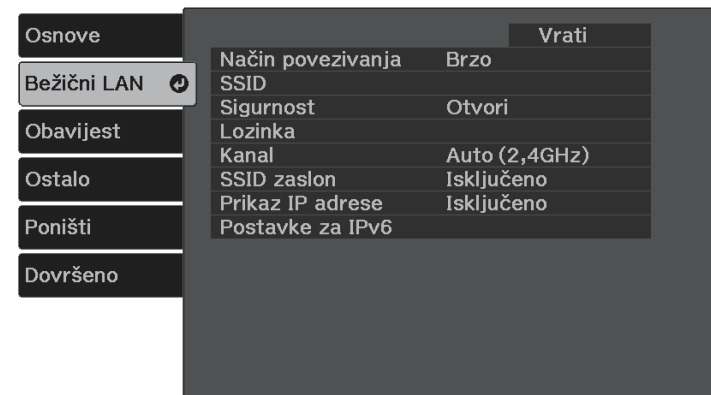 Osnove
Bežični LAN
Obavijest
Ostalo
Poništi
Dovršeno
Vrati
Način povezivanja Brzo
SSID
Sigurnost Otvori
Lozinka
Kanal Auto (2,4GHz)
SSID zaslon Isključeno
Prikaz IP adrese Isključeno
Postavke za IPv6